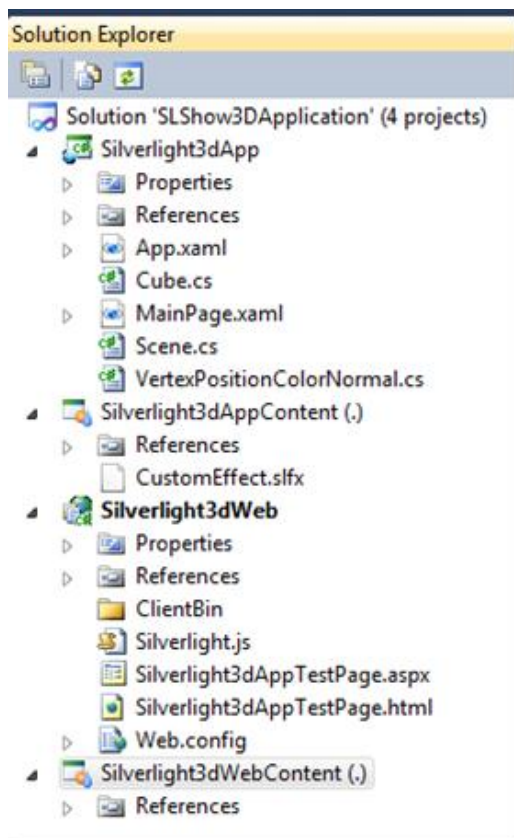 Solution Explorer
Solution 'SLShow3DApplication' (4 projects)
Silverlight3dApp
Properties
References
App.xaml
Cube.cs
MainPage.xaml
Scene.cs
VertexPositionColorNormal.cs
Silverlight3dAppContent (.)
References
CustomEffect.slfx
Silverlight3dWeb
Properties
References
ClientBin
Silverlight.js
Silverlight3dAppTestPage.aspx
Silverlight3dAppTestPage.html
Web.config
Silverlight3dWebContent (.)
References